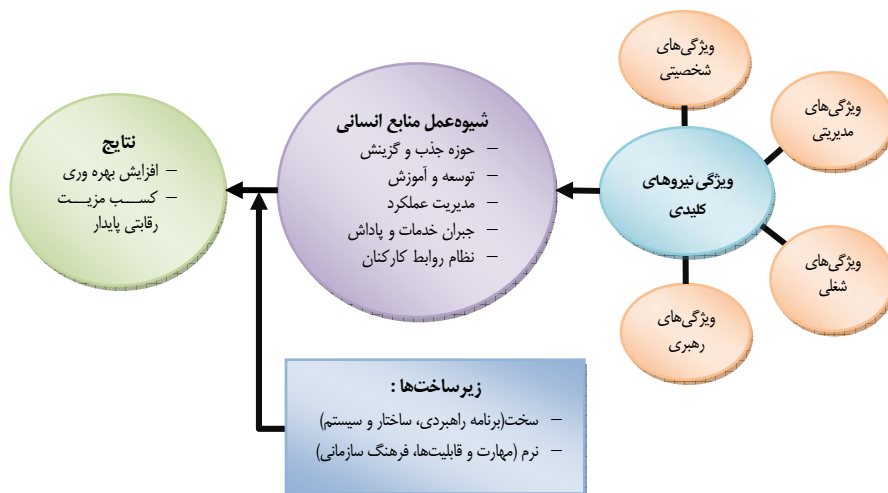 ویژگی‌های
شخصیتی
ویژگی‌های
مدیریتی
ویژگی نیروهای
کلیدی
ویژگی‌های
شغلی
ویژگی‌های
رهبری
شیوه‌عمل منابع انسانی
– حوزه جذب و گزینش
– توسعه و آموزش
– مدیریت عملکرد
– جبران خدمات و پاداش
– نظام روابط کارکنان
نتایج
– افزایش بهره وری
– کســب مزیــت
رقابتی پایدار
زیرساخت‌ها :
– سخت(برنامه راهبردی، ساختار و سیستم)
– نرم (مهارت و قابلیت‌ها، فرهنگ سازمانی)